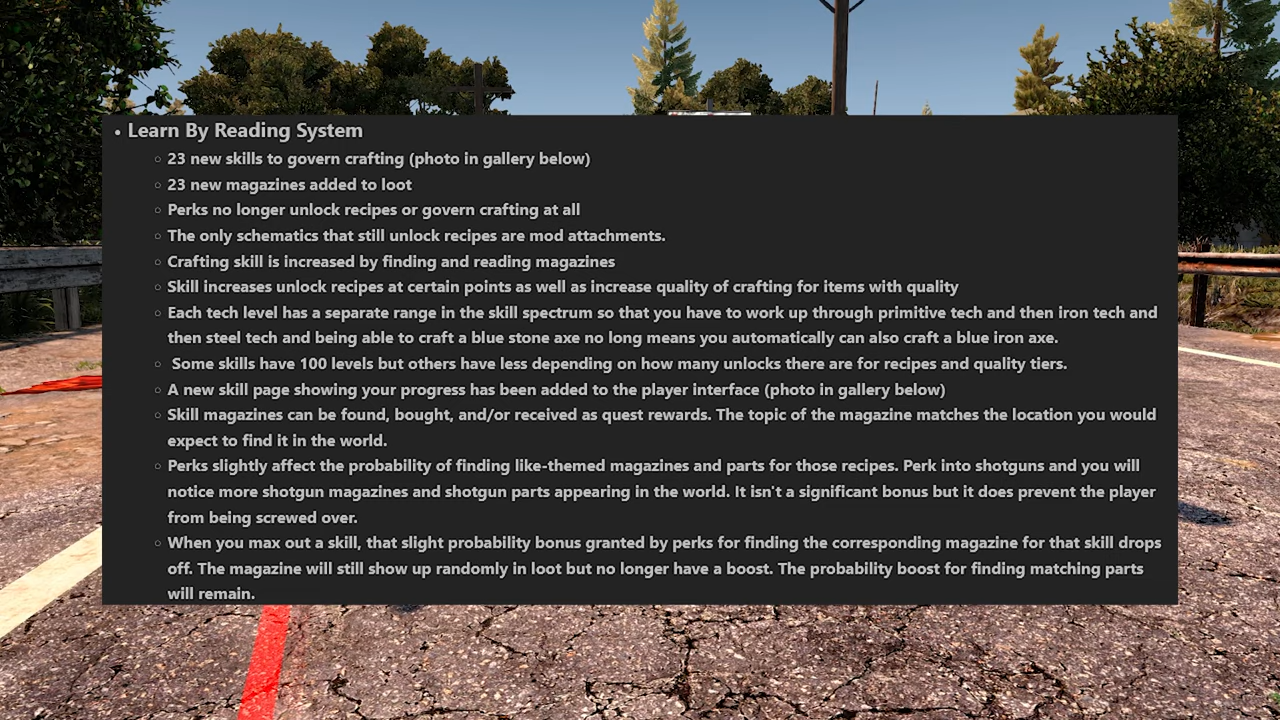 Learn By Reading System
23 new skills to govern crafting (photo in gallery below)
23 new magazines added to loot
Perks no longer unlock recipes or govern crafting at all
The only schematics that still unlock recipes are mod attachments.
Crafting skill is increased by finding and reading magazines
Skill increases unlock recipes at certain points as well as increase quality of crafting for items with quality
Each tech level has a separate range in the skill spectrum so that you have to work up through primitive tech and then iron tech and
then steel tech and being able to craft a blue stone axe no long means you automatically can also craft a blue iron axe.
Some skills have 100 levels but others have less depending on how many unlocks there are for recipes and quality tiers.
A new skill page showing your progress has been added to the player interface (photo in gallery below)
Skill magazines can be found, bought, and/or received as quest rewards. The topic of the magazine matches the location you would
expect to find it in the world.
Perks slightly affect the probability of finding like-themed magazines and parts for those recipes. Perk into shotguns and you will
notice more shotgun magazines and shotgun parts appearing in the world. It isn't a significant bonus but it does prevent the player
from being screwed over.
When you max out a skill, that slight probability bonus granted by perks for finding the corresponding magazine for that skill drops
off. The magazine will still show up randomly in loot but no longer have a boost. The probability boost for finding matching parts
will remain.